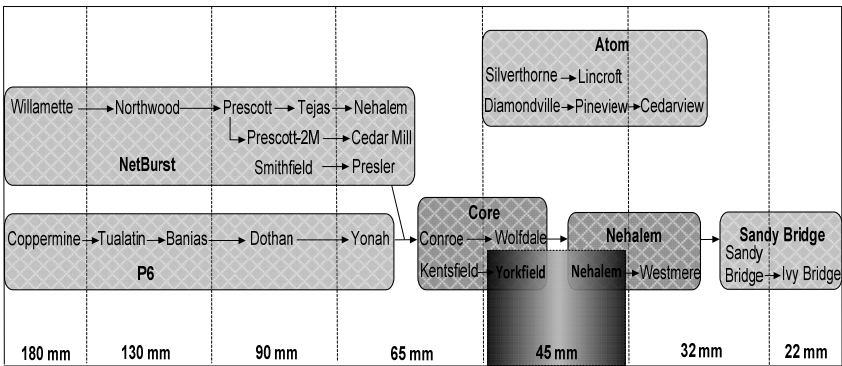 Atom
Silverthorne Lincroft
Diamondville Pineview Cedarview
Willamette Northwood Prescott Tejas Nehalem
Prescott-2M Cedar Mill
NetBurst Smithfield Presler
Core
Coppermine Tualatin Banias Dothan Yonah Conroe Wolfdale Nehalem Sandy Bridge
P6 Kentsfield Yorkfield Nehalem Westmere Sandy
Bridge Ivy Bridge
180 mm 130 mm 90 mm 65 mm 45 mm 32 mm 22 mm